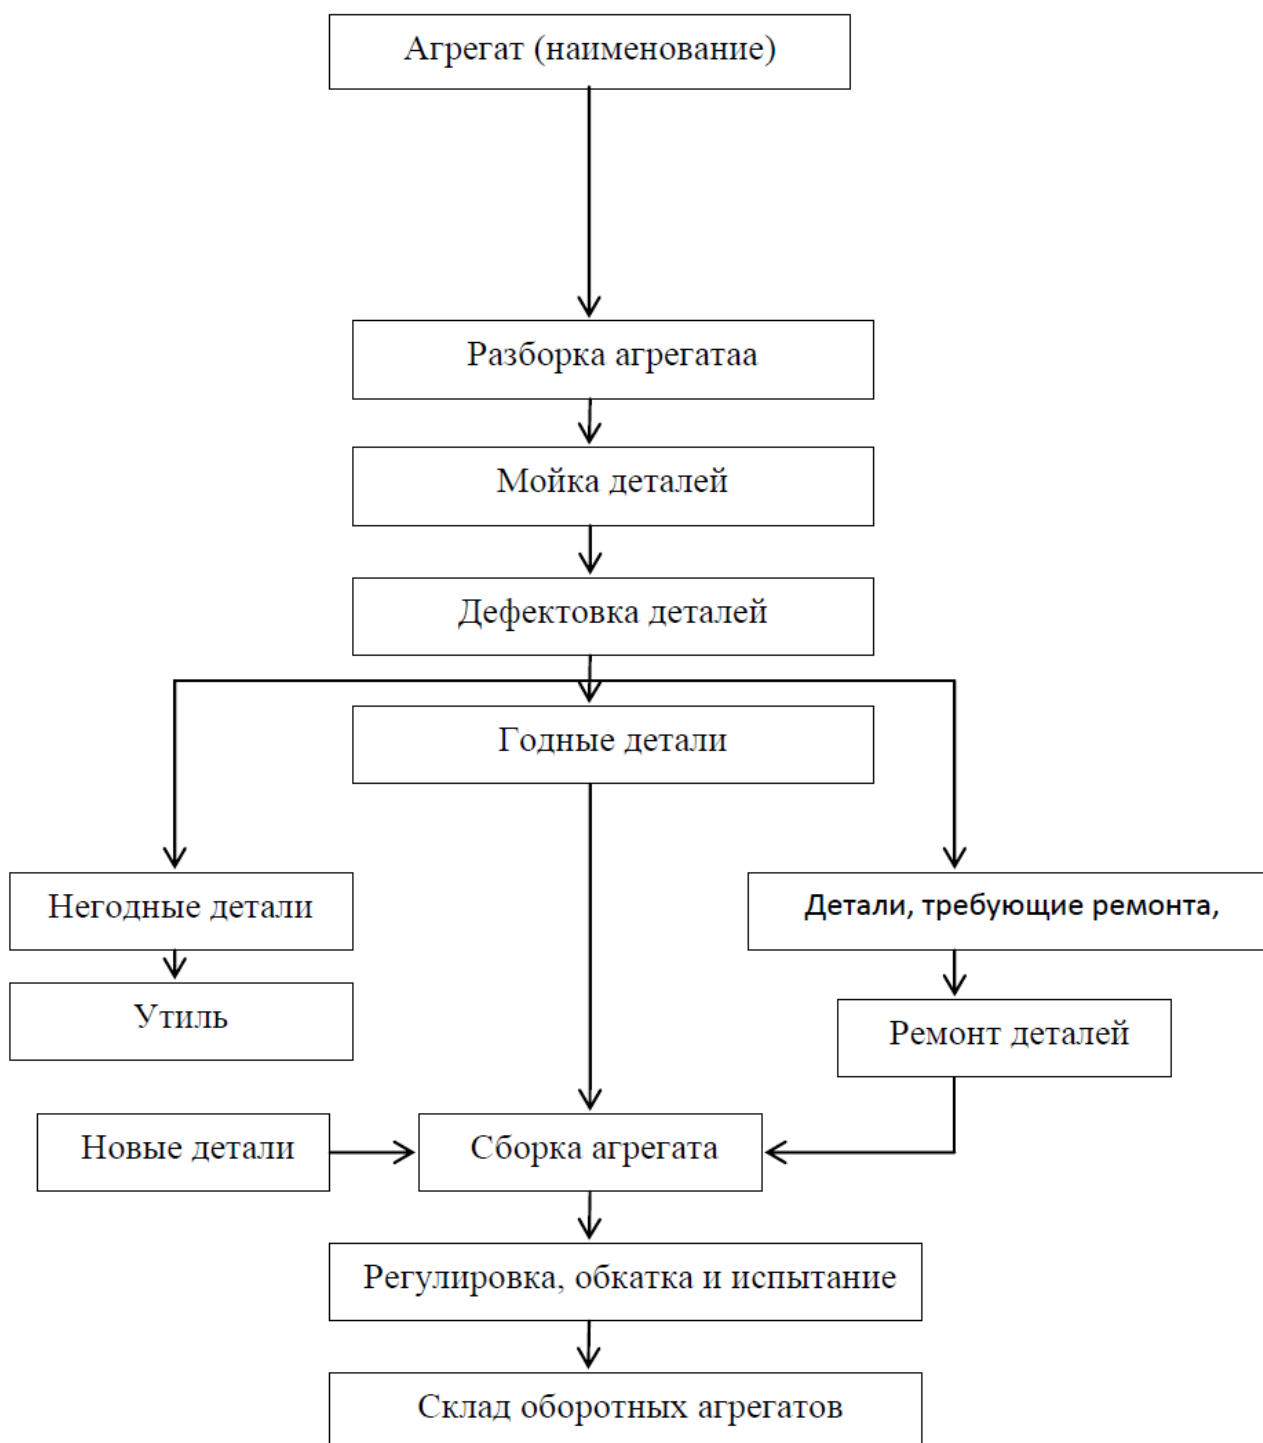 Агрегат (наименование)
Разборка агрегатаа
Мойка деталей
Дефектовка деталей
Годные детали
Негодные детали
Детали, требующие ремонта,
Утиль
Ремонт деталей
Новые детали
Сборка агрегата
Регулировка, обкатка и испытание
Склад оборотных агрегатов